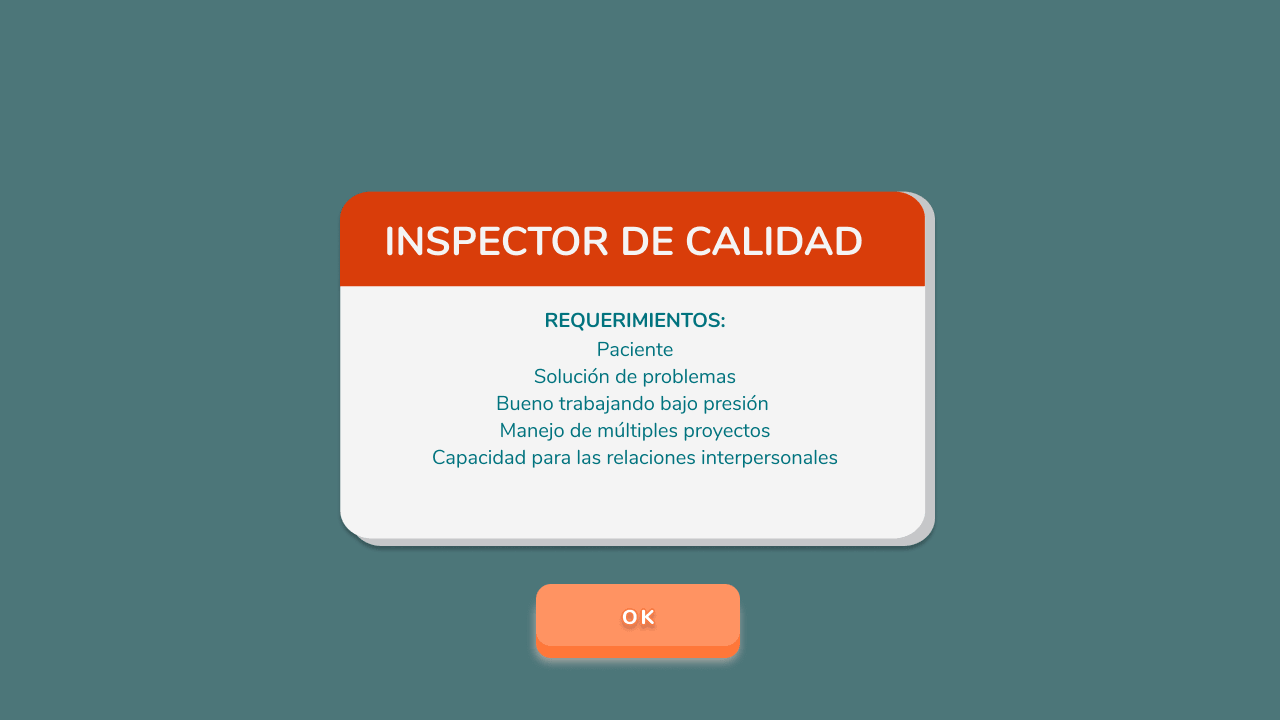 INSPECTOR DE CALIDAD
REQUERIMIENTOS:
Paciente
Solución de problemas
Bueno trabajando bajo presión
Manejo de múltiples proyectos
Capacidad para las relaciones interpersonales
OK